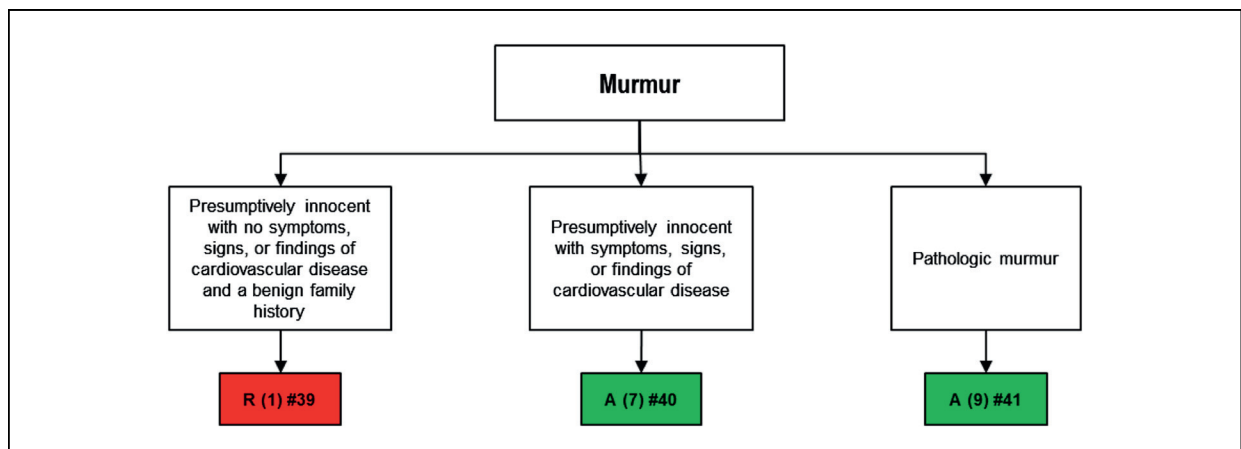 Murmur
Presumptively innocent
with no symptoms,
signs, or findings of
cardiovascular disease
and a benign family
history
Presumptively innocent
with symptoms, signs,
or findings of
cardiovascular disease
Pathologic murmur
R (1) #39
A (7) #40
A (9) #41